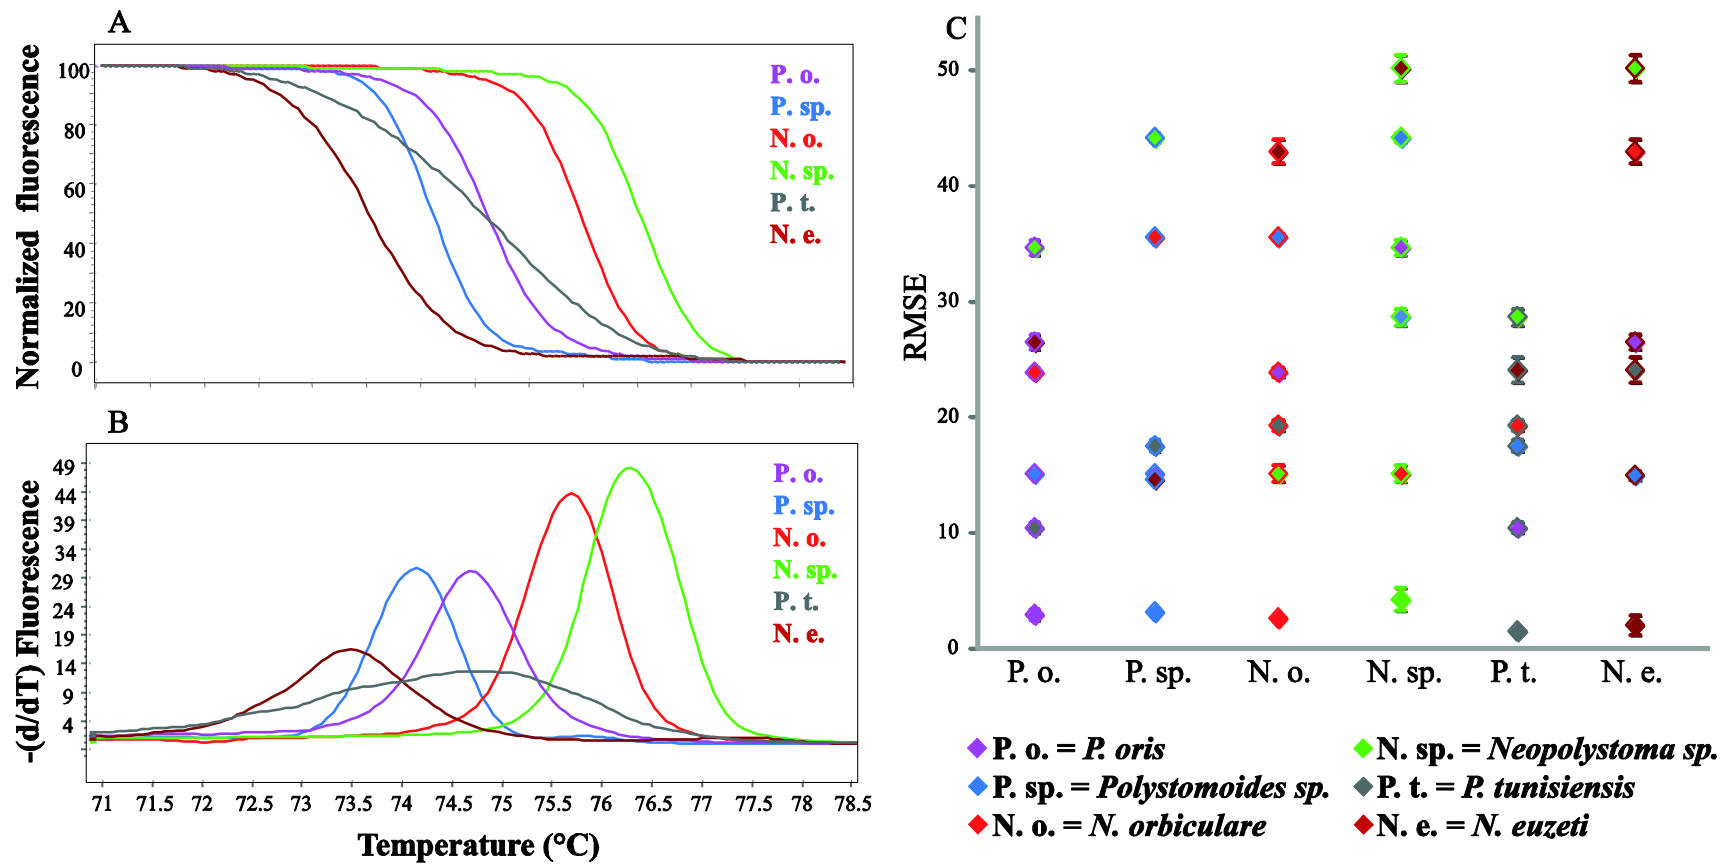 A
Normalized fluorescence
100
80
60
40
20
0
P. o.
P. sp.
N. o.
N. sp.
P. t.
N. e.
B
-(d/dT) Fluorescence
49
44
39
34
29
24
19
14
9
4
P. o.
P. sp.
N. o.
N. sp.
P. t.
N. e.
71 71.5 72 72.5 73 73.5 74 74.5 75 75.5 76 76.5 77 77.5 78 78.5
Temperature (°C)
C
RMSE
50
40
30
20
10
0
P. o. P. sp. N. o. N. sp. P. t. N. e.
P. o. = P. oris
P. sp. = Polystomoides sp.
N. o. = N. orbiculare
N. sp. = Neopolystoma sp.
P. t. = P. tunisiensis
N. e. = N. euzeti